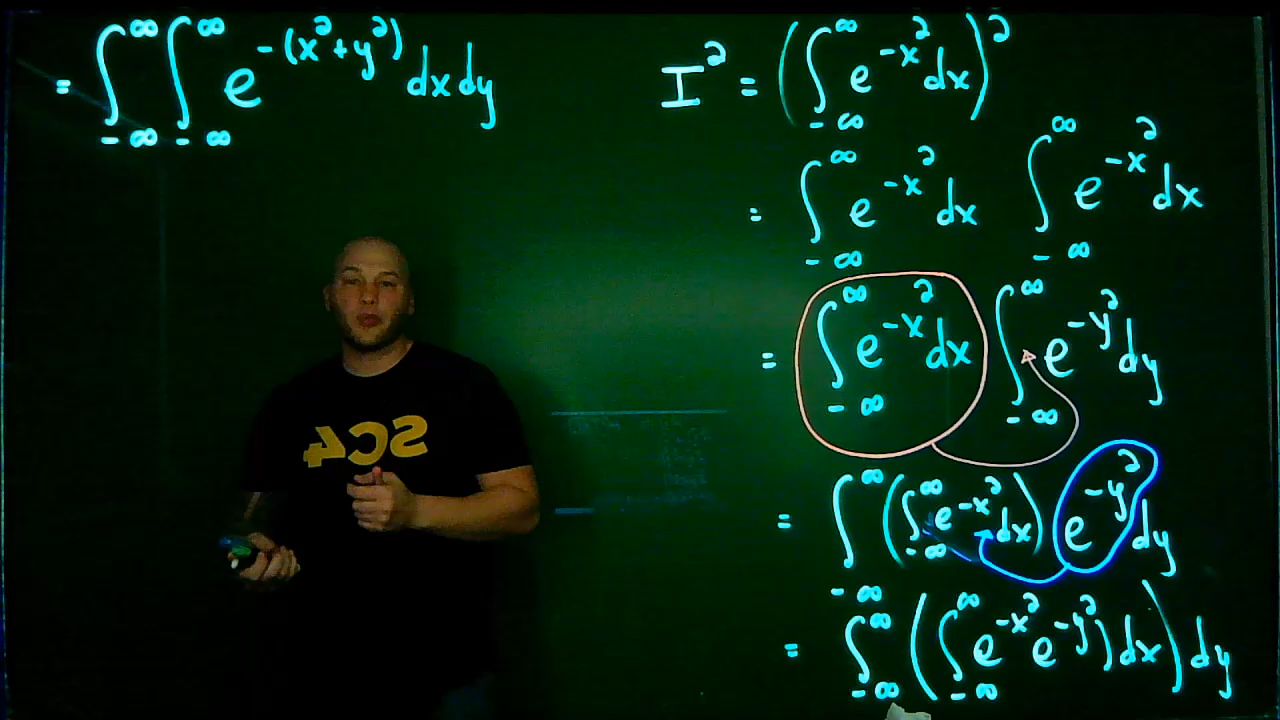 = ∫_{-∞}^{∞} ∫_{-∞}^{∞} e^{-(x²+y²)} dx dy
I² = (∫_{-∞}^{∞} e^{-x²} dx)²
= ∫_{-∞}^{∞} e^{-x²} dx ∫_{-∞}^{∞} e^{-x²} dx
= ∫_{-∞}^{∞} e^{-x²} dx ∫_{-∞}^{∞} e^{-y²} dy
= ∫_{-∞}^{∞} (∫_{-∞}^{∞} e^{-x²} dx) e^{-y²} dy
= ∫_{-∞}^{∞} (∫_{-∞}^{∞} e^{-x²} e^{-y²}) dx) dy
SC4